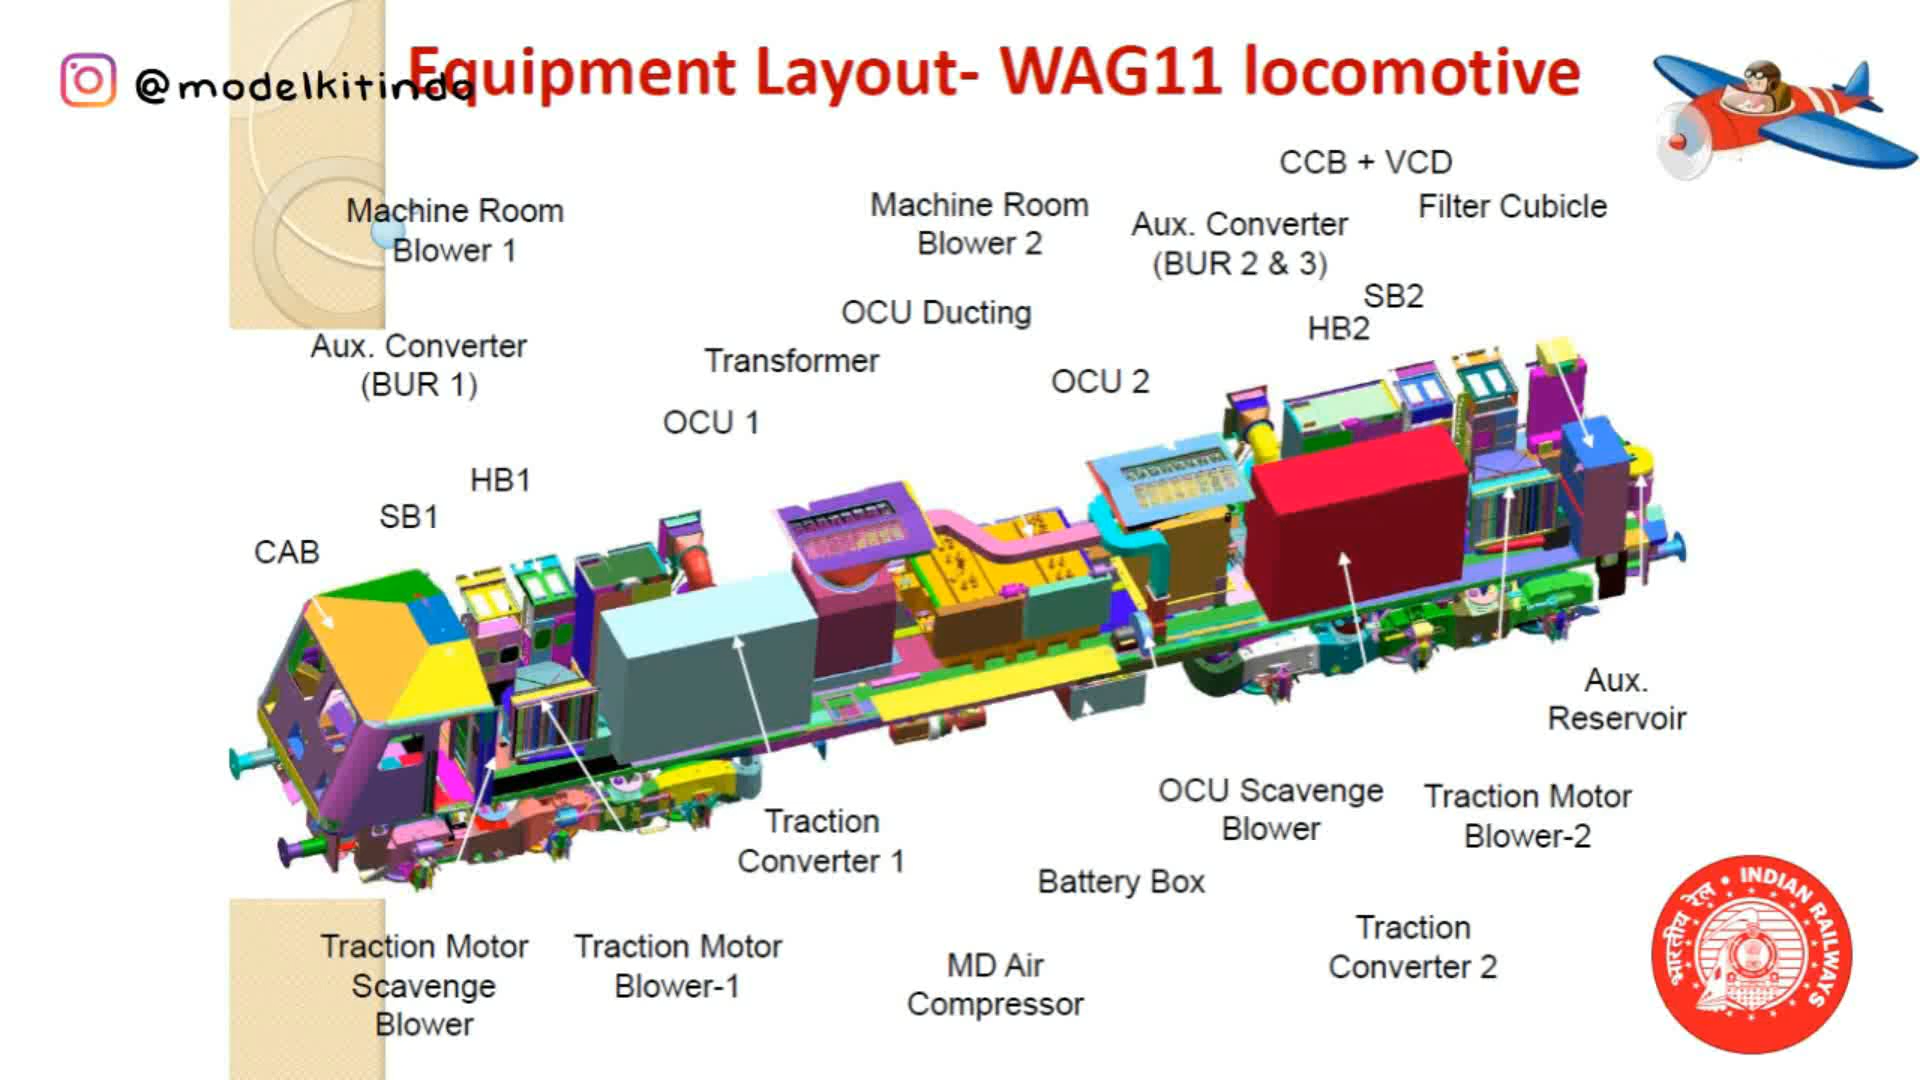 @modelkitindo
Equipment Layout- WAG11 locomotive
CCB + VCD
Machine Room
Blower 1
Machine Room
Blower 2
Aux. Converter
(BUR 2 & 3)
Filter Cubicle
SB2
HB2
OCU Ducting
Aux. Converter
(BUR 1)
Transformer
OCU 2
OCU 1
HB1
SB1
CAB
Aux.
Reservoir
Traction
Converter 1
OCU Scavenge
Blower
Traction Motor
Blower-2
Battery Box
Traction Motor
Scavenge
Blower
Traction Motor
Blower-1
MD Air
Compressor
Traction
Converter 2
भारतीय रेल • INDIAN RAILWAYS